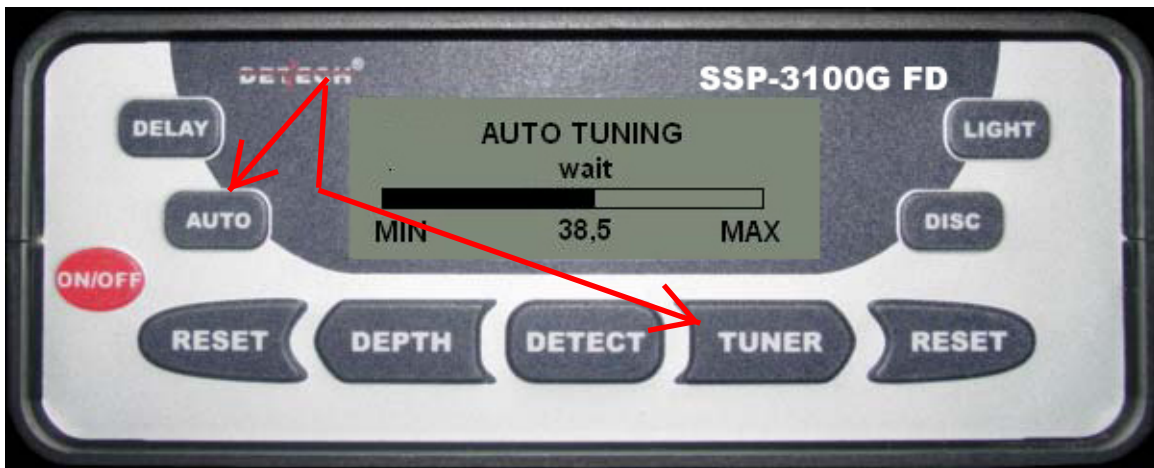 DETECH®
SSP-3100G FD
DELAY
AUTO TUNING
LIGHT
wait
AUTO
MIN 38,5 MAX
DISC
ON/OFF
RESET DEPTH DETECT TUNER RESET